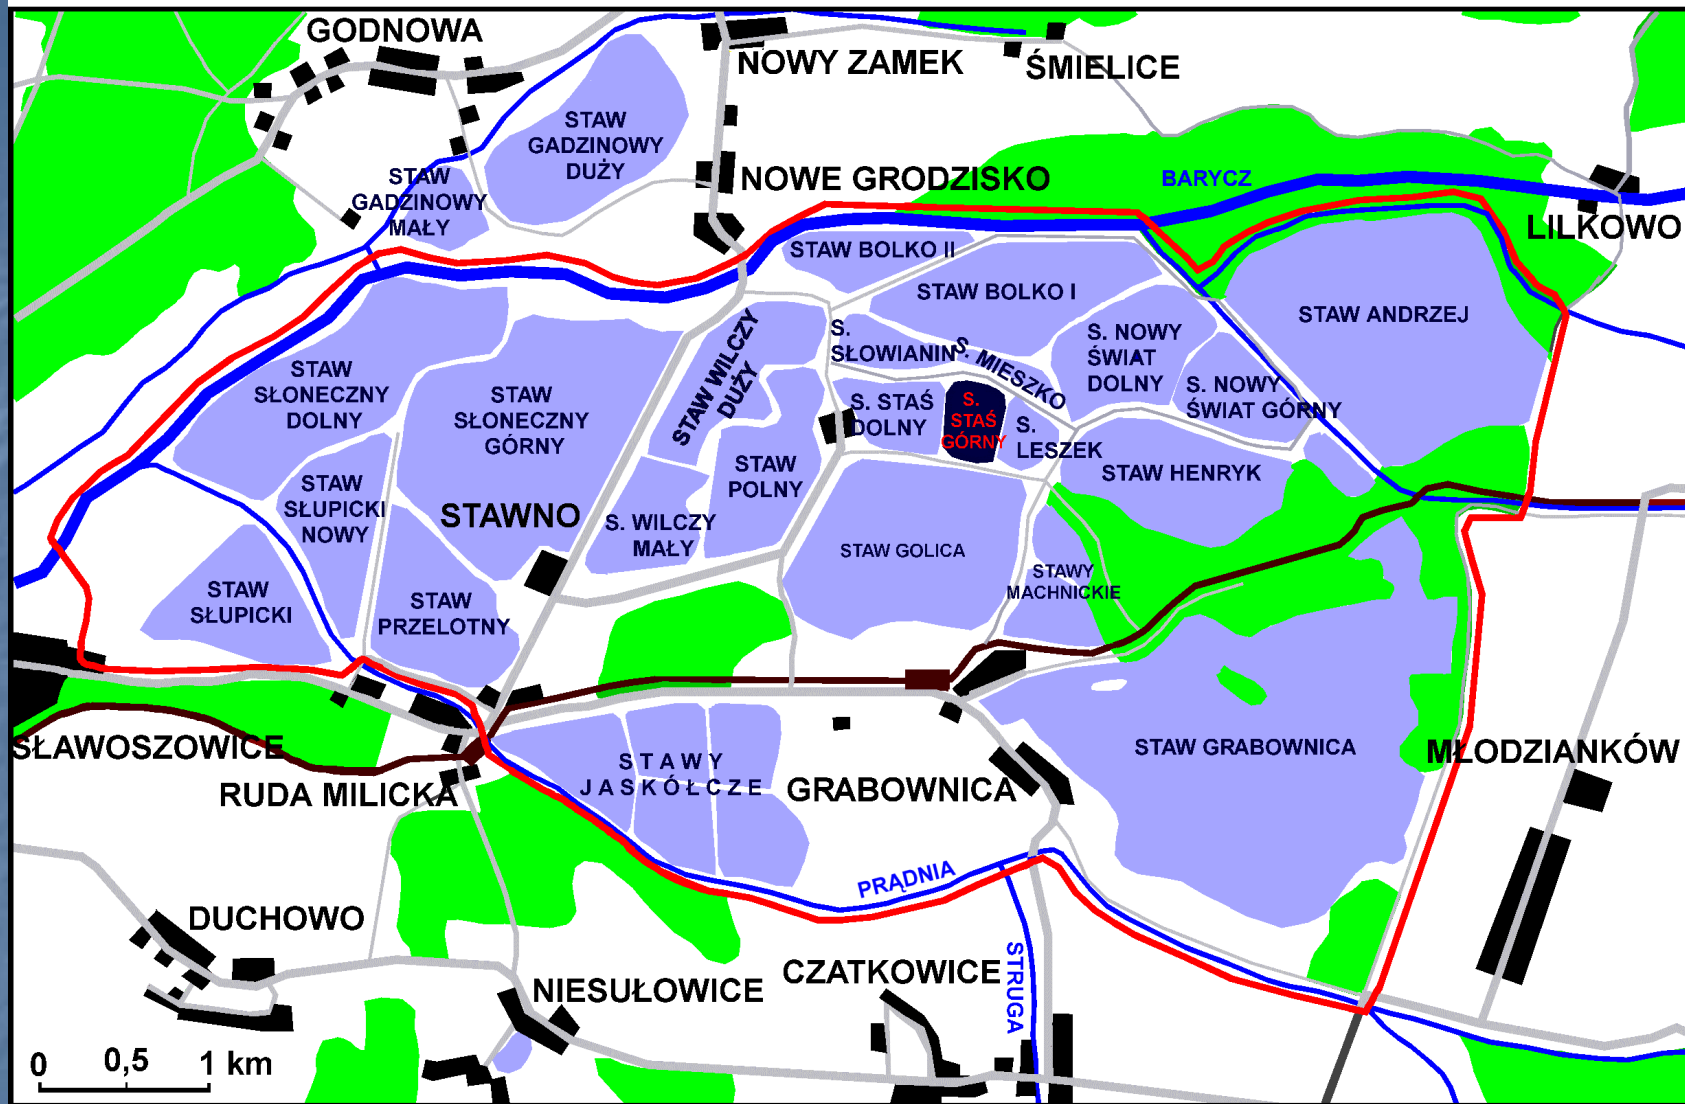 GODNOWA
NOWY ZAMEK
ŚMIELICE
STAW
GADZINOWY
DUŻY
STAW
GADZINOWY
MAŁY
NOWE GRODZISKO
BARYCZ
LILKOWO
STAW BOLKO II
STAW BOLKO I
STAW ANDRZEJ
STAW WILCZY
DUŻY
S.
SŁOWIANIN
S. MIESZKO
S. NOWY
ŚWIAT
DOLNY
S. NOWY
ŚWIAT GÓRNY
STAW
SŁONECZNY
DOLNY
STAW
SŁONECZNY
GÓRNY
S. STAŚ
DOLNY
S.
STAŚ
GÓRNY
S.
LESZEK
STAW HENRYK
STAW
POLNY
STAW
SŁUPICKI
NOWY
STAWNO
S. WILCZY
MAŁY
STAW GOLICA
STAWY
MACHNICKIE
STAW
SŁUPICKI
STAW
PRZELOTNY
SŁAWOSZOWICE
RUDA MILICKA
STAWY
JASKÓŁCZE
GRABOWNICA
STAW GRABOWNICA
MŁODZIANKÓW
PRĄDNIA
DUCHOWO
NIESUŁOWICE
CZATKOWICE
STRUGA
0 0,5 1 km